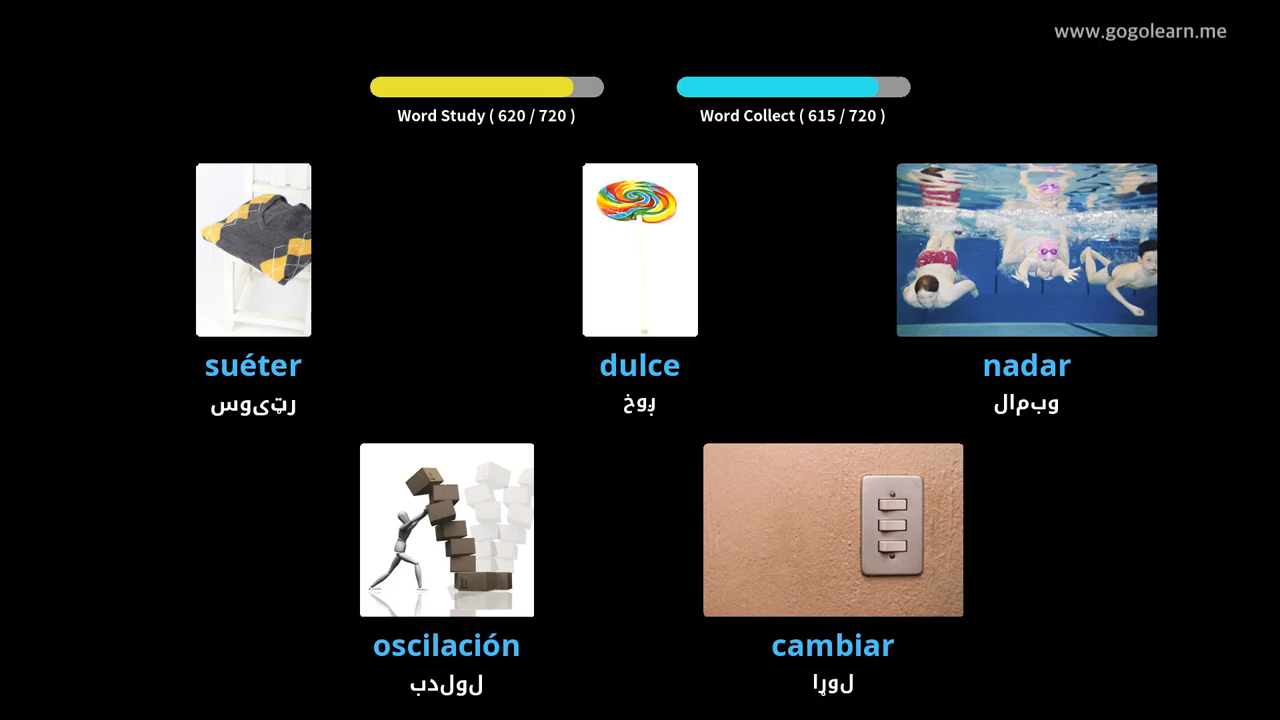 www.gogolearn.me
Word Study ( 620 / 720 )
Word Collect ( 615 / 720 )
suéter
رټیوس
dulce
ږوخ
nadar
وبمال
oscilación
لولدب
cambiar
لوړا